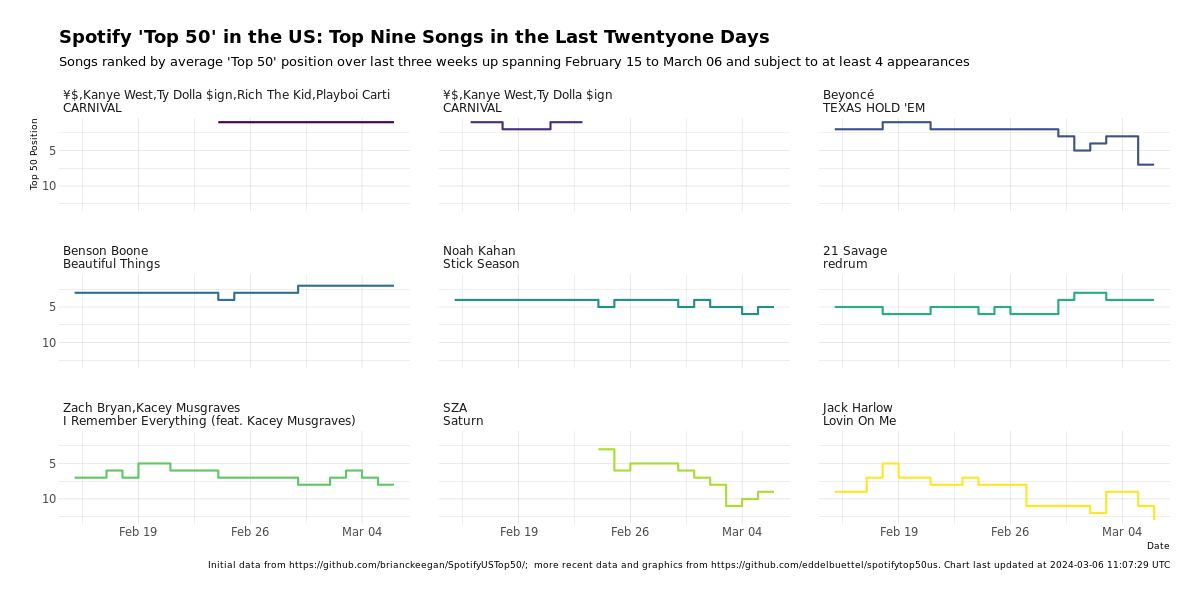 Spotify 'Top 50' in the US: Top Nine Songs in the Last Twentyone Days
Songs ranked by average 'Top 50' position over last three weeks up spanning February 15 to March 06 and subject to at least 4 appearances
¥$,Kanye West,Ty Dolla $ign,Rich The Kid,Playboi Carti
CARNIVAL
¥$,Kanye West,Ty Dolla $ign
CARNIVAL
Beyoncé
TEXAS HOLD 'EM
Top 50 Position
5
10
Benson Boone
Beautiful Things
Noah Kahan
Stick Season
21 Savage
redrum
5
10
Zach Bryan,Kacey Musgraves
I Remember Everything (feat. Kacey Musgraves)
SZA
Saturn
Jack Harlow
Lovin On Me
5
10
Feb 19 Feb 26 Mar 04
Feb 19 Feb 26 Mar 04
Feb 19 Feb 26 Mar 04
Date
Initial data from https://github.com/brianckeegan/SpotifyUSTop50/;  more recent data and graphics from https://github.com/eddelbuettel/spotifytop50us. Chart last updated at 2024-03-06 11:07:29 UTC